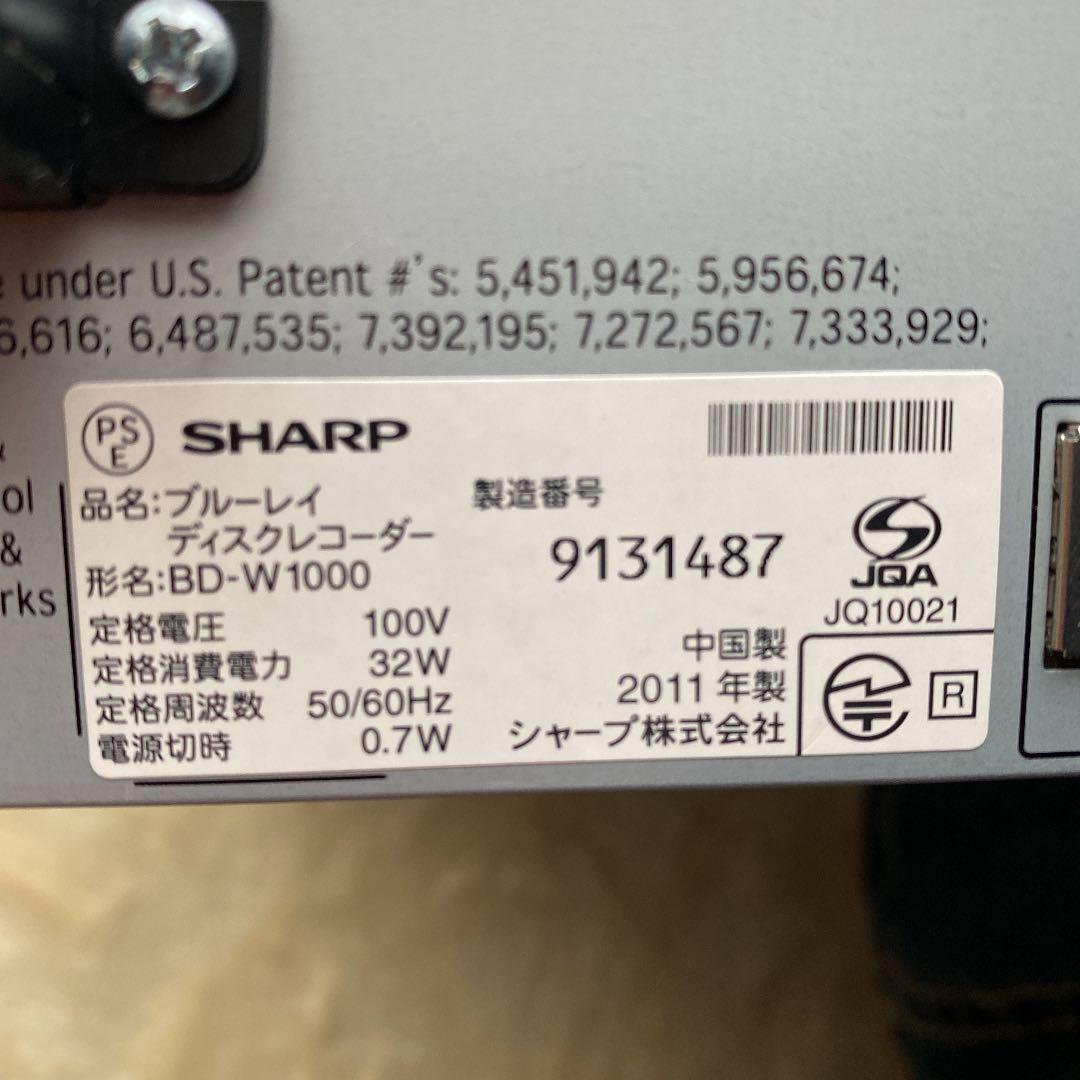 under U.S. Patent #'s: 5,451,942; 5,956,674;
6,616; 6,487,535; 7,392,195; 7,272,567; 7,333,929;
ol
&
rks
PSE SHARP
品名:ブルーレイ
ディスクレコーダー
形名:BD-W1000
定格電圧 100V
定格消費電力 32W
定格周波数 50/60Hz
電源切時 0.7W
製造番号
9131487
JQA
JQ10021
中国製
2011年製
シャープ株式会社
R